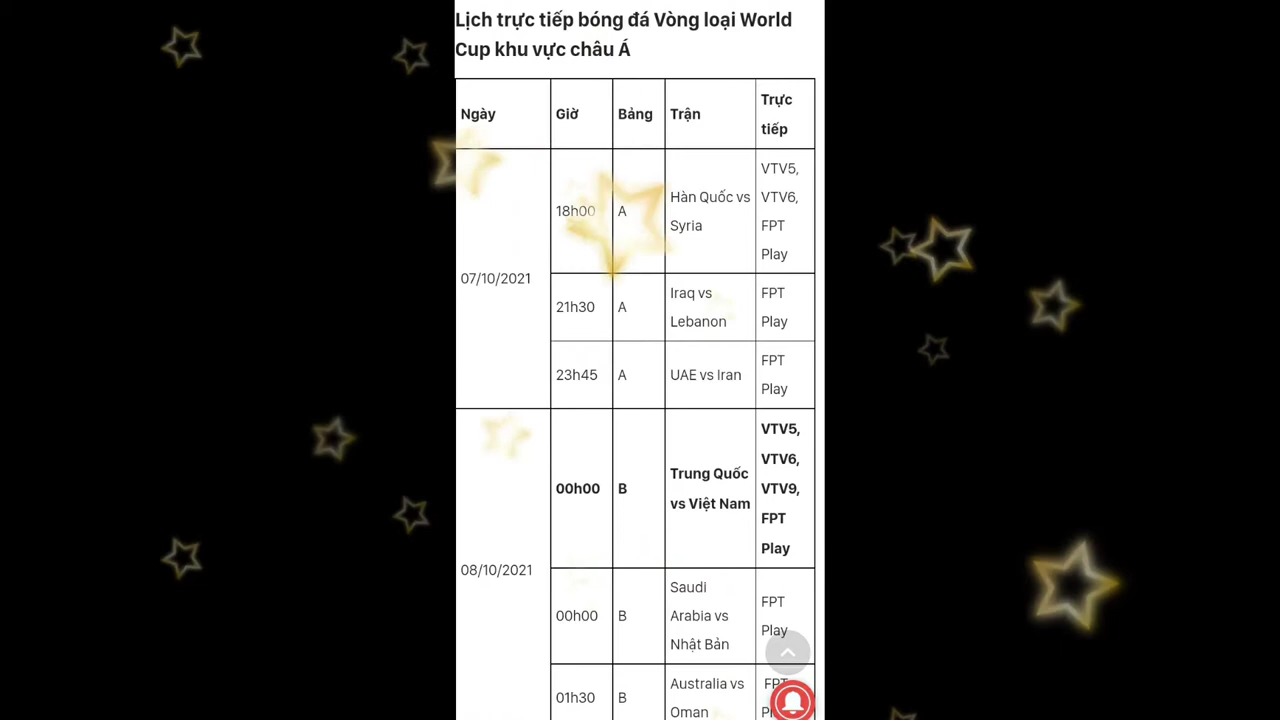 Lịch trực tiếp bóng đá Vòng loại World
Cup khu vực châu Á
Ngày
Giờ
Bảng
Trận
Trực
tiếp
07/10/2021
18h00
A
Hàn Quốc vs
Syria
VTV5,
VTV6,
FPT
Play
21h30
A
Iraq vs
Lebanon
FPT
Play
23h45
A
UAE vs Iran
FPT
Play
08/10/2021
00h00
B
Trung Quốc
vs Việt Nam
VTV5,
VTV6,
VTV9,
FPT
Play
00h00
B
Saudi
Arabia vs
Nhật Bản
FPT
Play
01h30
B
Australia vs
Oman
FPT